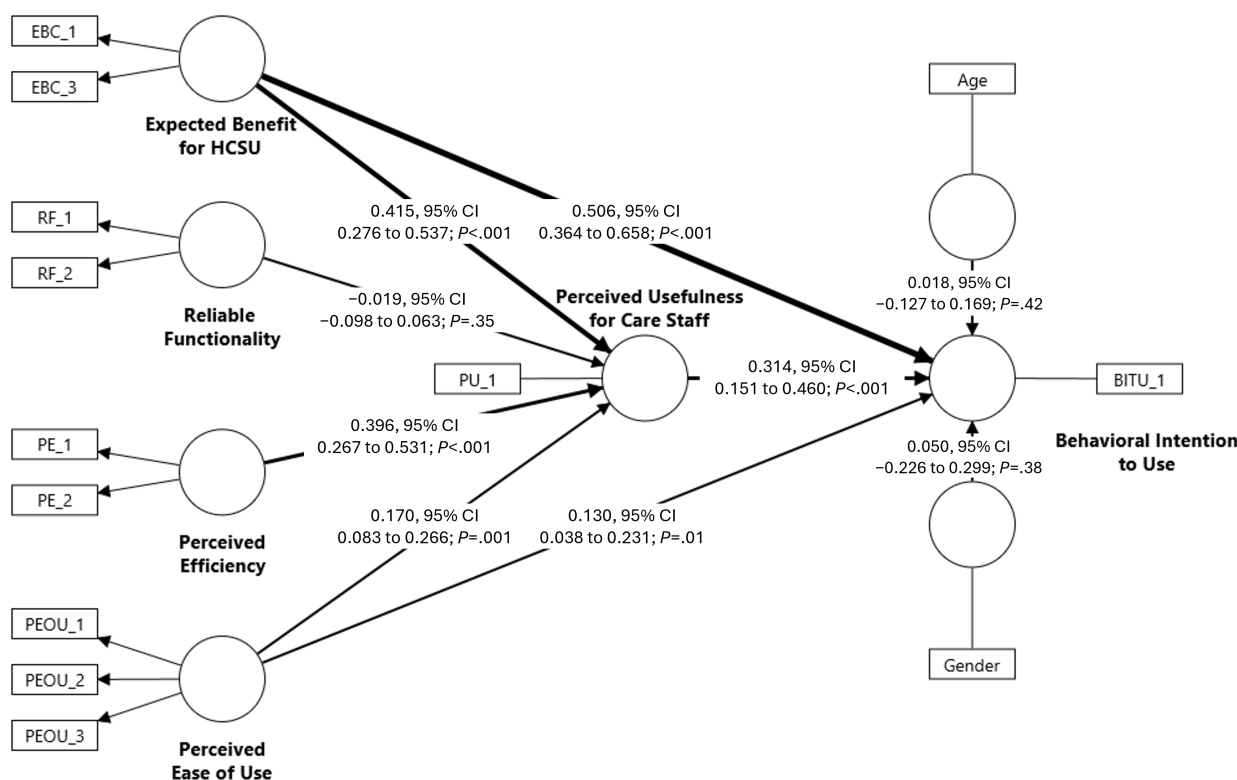 EBC_1
EBC_3
Expected Benefit
for HCSU
Age
RF_1
RF_2
Reliable
Functionality
0.415, 95% CI
0.276 to 0.537; P<.001
0.506, 95% CI
0.364 to 0.658; P<.001
−0.019, 95% CI
−0.098 to 0.063; P=.35
Perceived Usefulness
for Care Staff
0.018, 95% CI
−0.127 to 0.169; P=.42
PU_1
0.314, 95% CI
0.151 to 0.460; P<.001
BITU_1
Behavioral Intention
to Use
0.396, 95% CI
0.267 to 0.531; P<.001
0.050, 95% CI
−0.226 to 0.299; P=.38
PE_1
PE_2
Perceived
Efficiency
0.170, 95% CI
0.083 to 0.266; P=.001
0.130, 95% CI
0.038 to 0.231; P=.01
PEOU_1
PEOU_2
PEOU_3
Perceived
Ease of Use
Gender